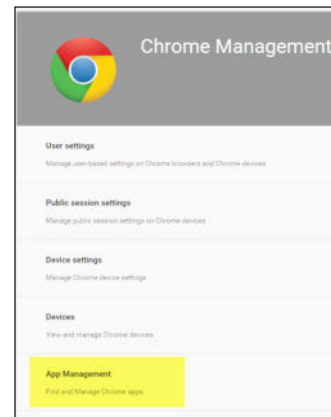 Chrome Management
User settings
Manage user-based settings on Chrome browsers and Chrome devices
Public session settings
Manage public session settings on Chrome devices
Device settings
Manage Chrome device settings
Devices
View and manage Chrome devices
App Management
Find and Manage Chrome apps